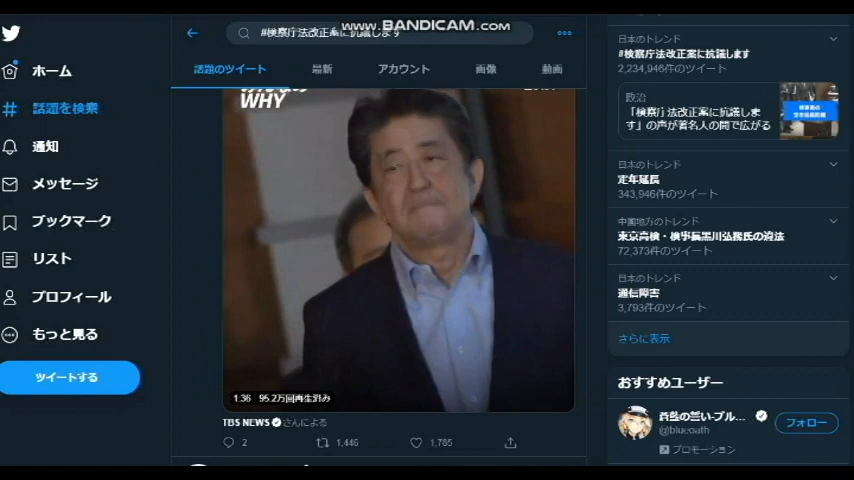 www.BANDICAM.com
#検察庁法改正案に抗議します
話題のツイート
最新
アカウント
画像
動画
ホーム
話題を検索
通知
メッセージ
ブックマーク
リスト
プロフィール
もっと見る
ツイートする
WHY
1:36 95.2万回再生済み
TBS NEWS さんによる
2
1,446
1,785
日本のトレンド
#検察庁法改正案に抗議します
2,234,946件のツイート
政治
「検察庁法改正案に抗議しま
す」の声が著名人の間で広がる
日本のトレンド
定年延長
343,946件のツイート
中国地方のトレンド
東京高検・検事長黒川弘務氏の違法
72,373件のツイート
日本のトレンド
通信障害
3,793件のツイート
さらに表示
おすすめユーザー
蒼藍の誓い-ブル...
@blueoath
フォロー
プロモーション